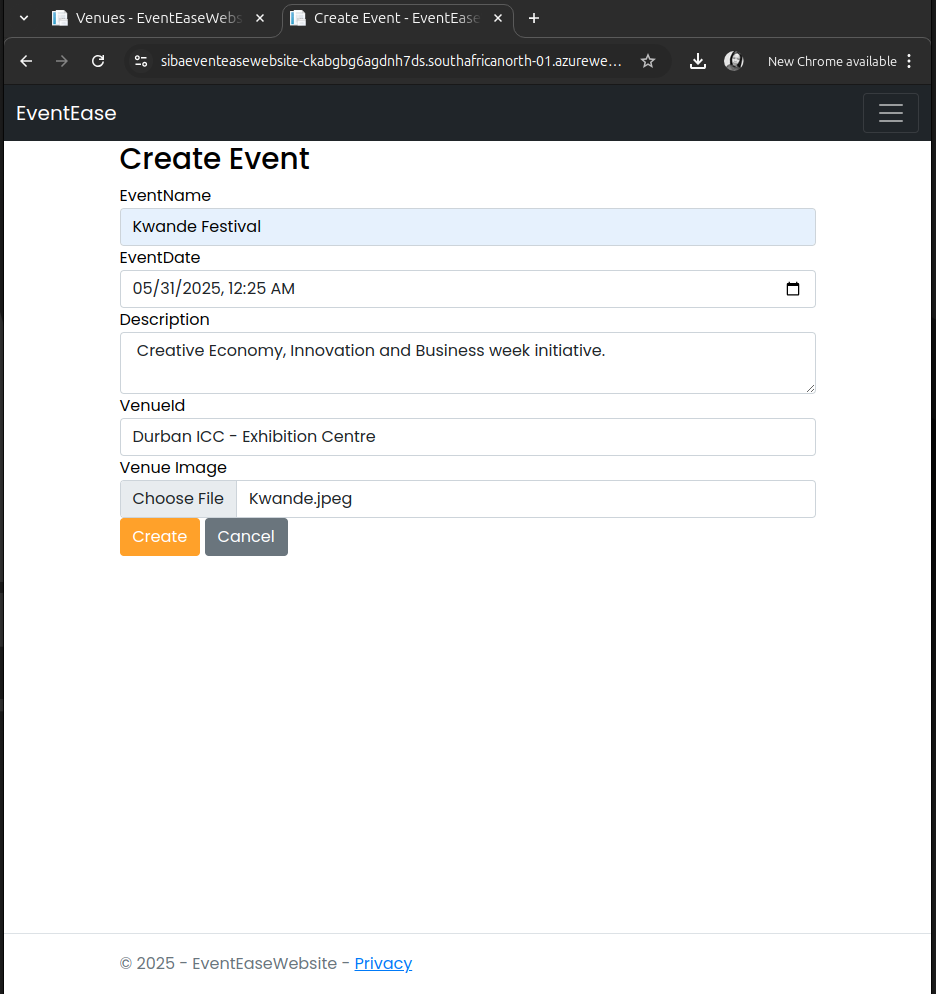 Venues - EventEaseWebs
Create Event - EventEase
sibaeventeasewebsite-ckabgbg6agdnh7ds.southafricanorth-01.azurewe...
New Chrome available
EventEase
Create Event
EventName
Kwande Festival
EventDate
05/31/2025, 12:25 AM
Description
Creative Economy, Innovation and Business week initiative.
VenueId
Durban ICC - Exhibition Centre
Venue Image
Choose File Kwande.jpeg
Create Cancel
© 2025 - EventEaseWebsite - Privacy